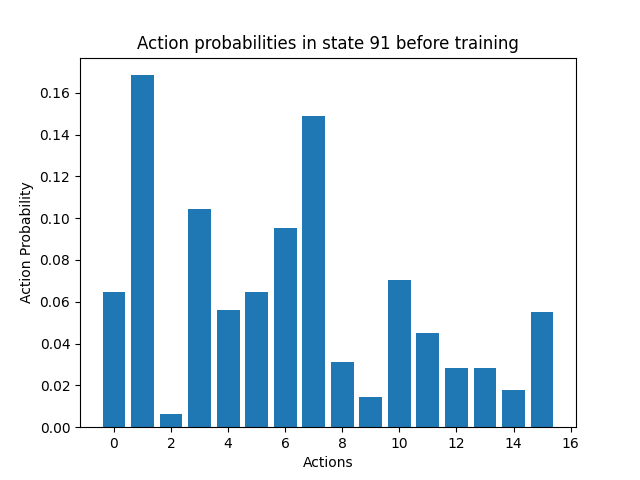 Action probabilities in state 91 before training
Action Probability
0.16
0.14
0.12
0.10
0.08
0.06
0.04
0.02
0.00
0 2 4 6 8 10 12 14 16
Actions